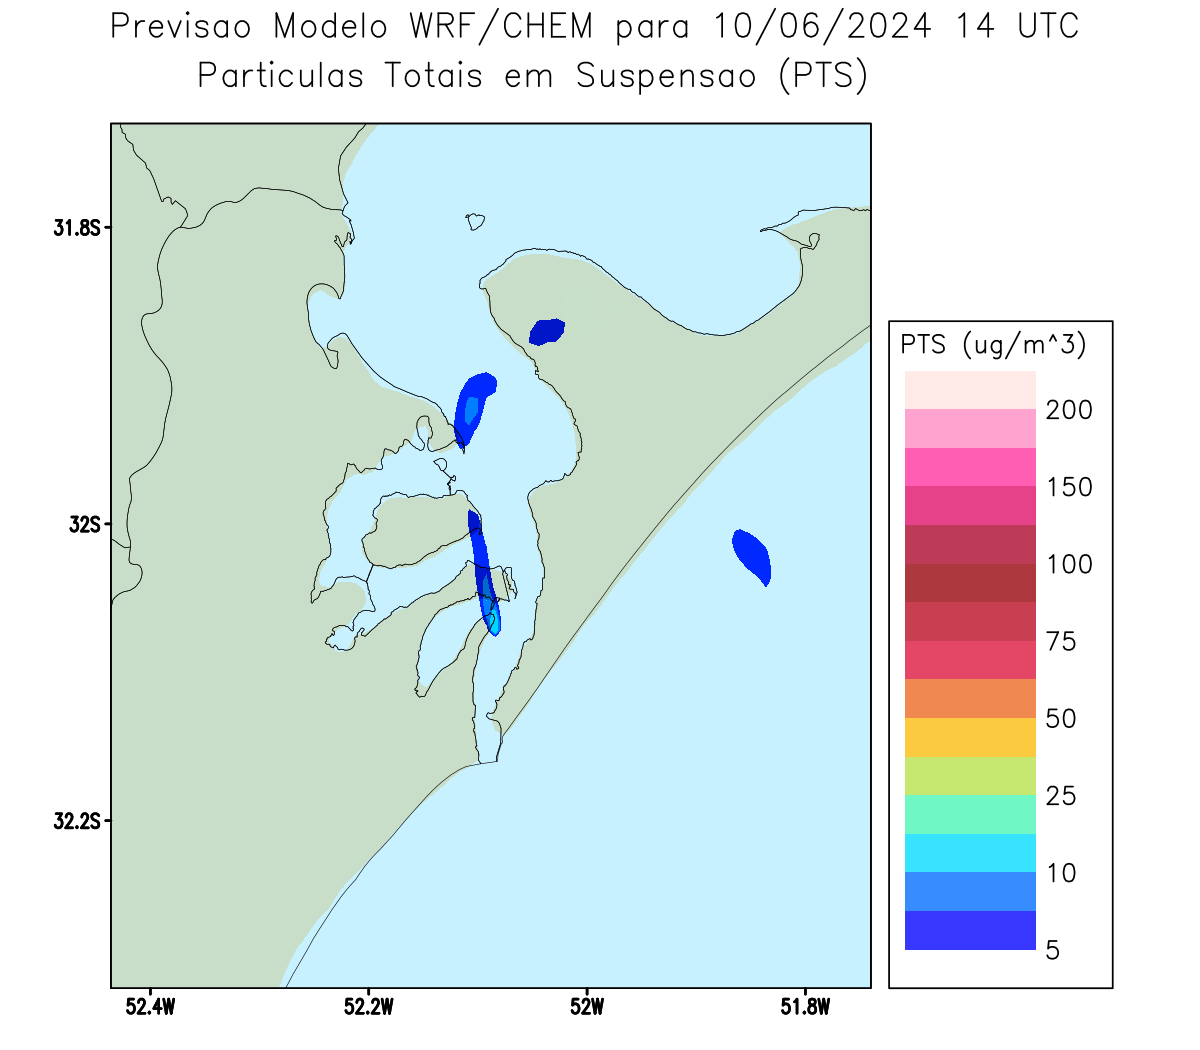 Previsao Modelo WRF/CHEM para 10/06/2024 14 UTC
Particulas Totais em Suspensao (PTS)
31.8S
32S
32.2S
52.4W 52.2W 52W 51.8W
PTS (ug/m^3)
200
150
100
75
50
25
10
5